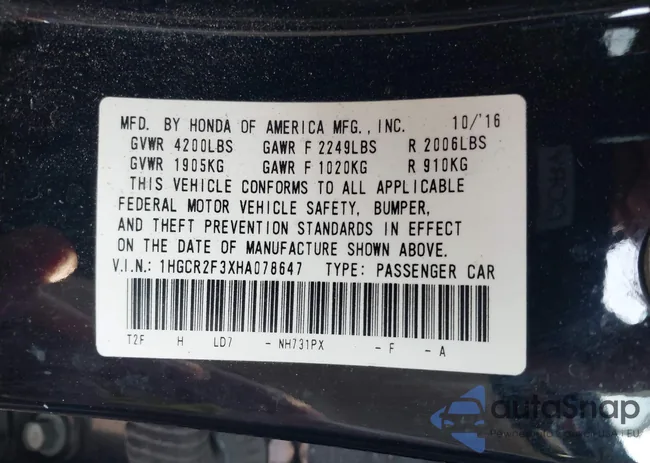 MFD. BY HONDA OF AMERICA MFG., INC. 10/'16
GVWR 4200LBS GAWR F 2249LBS R 2006LBS
GVWR 1905KG GAWR F 1020KG R 910KG
THIS VEHICLE CONFORMS TO ALL APPLICABLE
FEDERAL MOTOR VEHICLE SAFETY, BUMPER,
AND THEFT PREVENTION STANDARDS IN EFFECT
ON THE DATE OF MANUFACTURE SHOWN ABOVE.
V.I.N.: 1HGCR2F3XHA078647 TYPE: PASSENGER CAR
T2F H LD7 - NH731PX - F - A
autoSnap